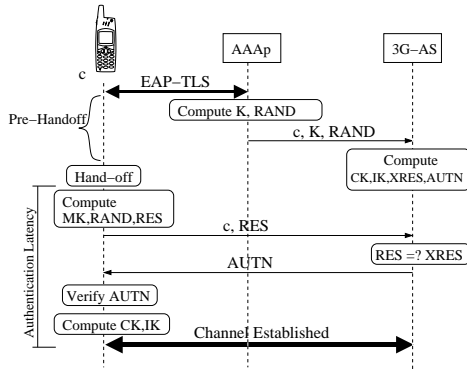 AAAp
3G−AS
c
EAP−TLS
Compute K, RAND
Pre−Handoff
c, K, RAND
Compute
CK,IK,XRES,AUTN
Hand−off
Compute
MK,RAND,RES
c, RES
RES =? XRES
AUTN
Verify AUTN
Compute CK,IK
Channel Established
Authentication Latency